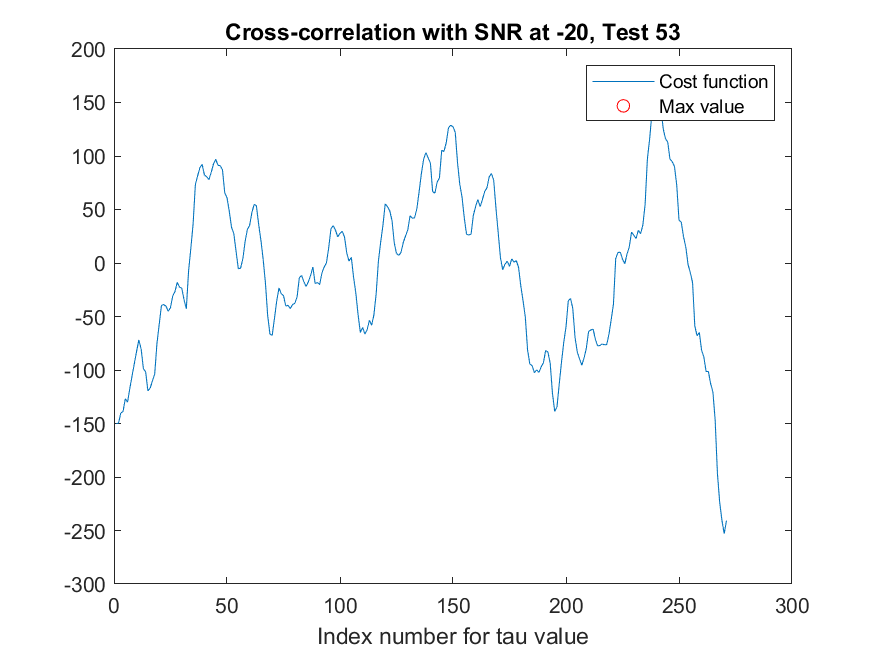 Cross-correlation with SNR at -20, Test 53
200
150
100
50
0
-50
-100
-150
-200
-250
-300
Cost function
Max value
0 50 100 150 200 250 300
Index number for tau value